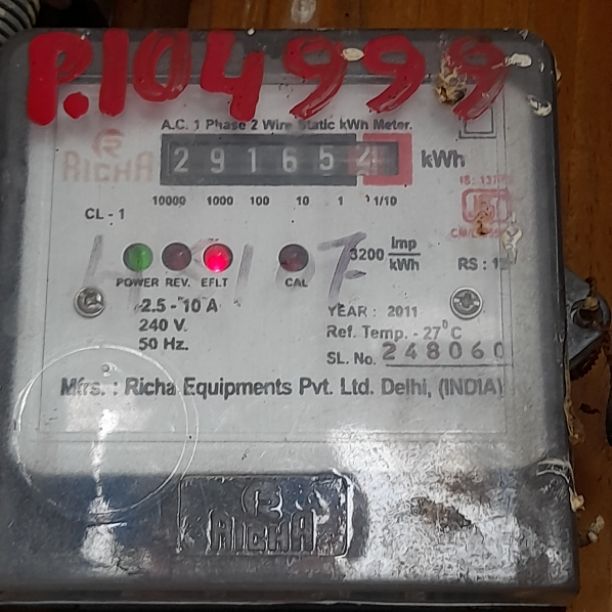 P.104999
A.C. 1 Phase 2 Wire Static kWh Meter.
RICHA
291652 kWh
10000 1000 100 10 1 1/10
CL - 1
3200 Imp/kWh
POWER REV. EFLT CAL
2.5 - 10 A
240 V.
50 Hz.
YEAR : 2011
Ref. Temp. - 27°C
SL. No. 248060
Mfrs. : Richa Equipments Pvt. Ltd. Delhi, (INDIA)
RICHA